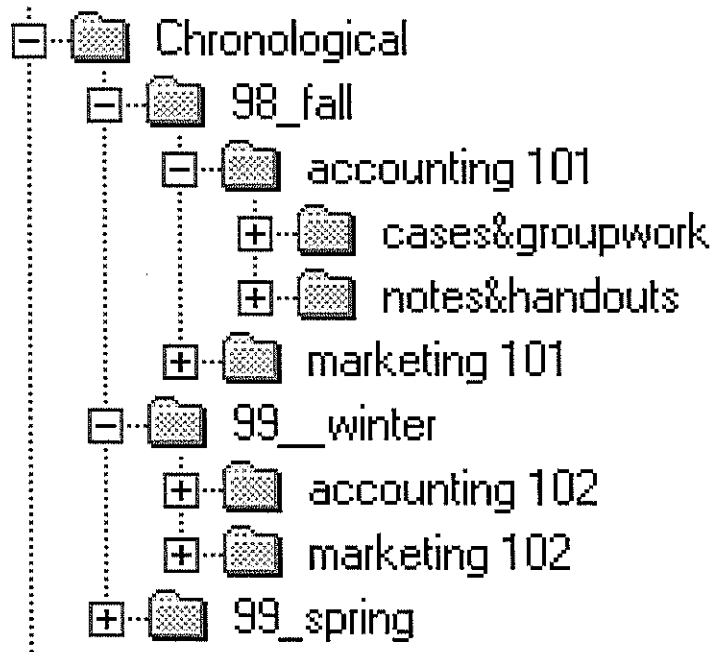 Chronological
98_fall
accounting 101
cases&groupwork
notes&handouts
marketing 101
99__winter
accounting 102
marketing 102
99_spring